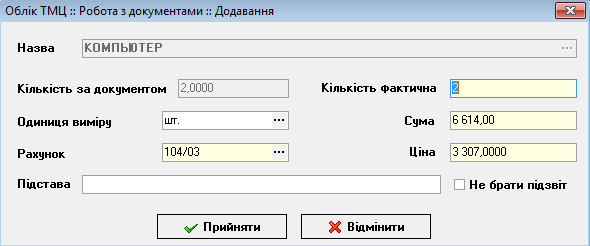 Облік ТМЦ :: Робота з документами :: Додавання
Назва КОМПЬЮТЕР ...
Кількість за документом 2,0000 Кількість фактична 2
Одиниця виміру шт. ... Сума 6 614,00
Рахунок 104/03 ... Ціна 3 307,0000
Підстава Не брати підзвіт
Прийняти Відмінити